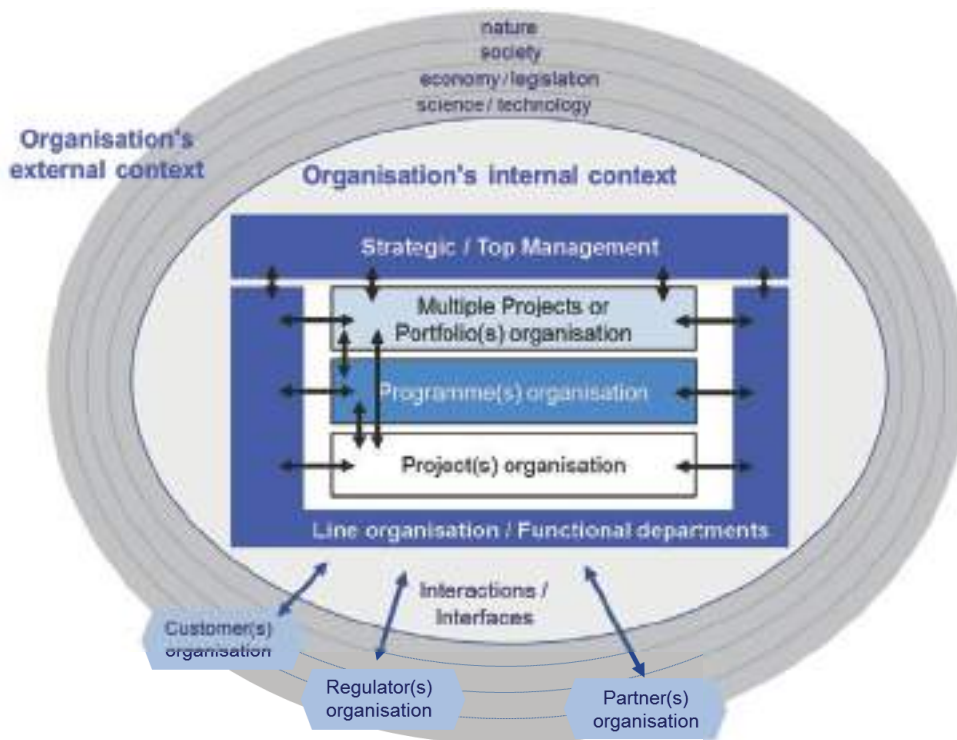 nature
society
economy / legislation
science / technology
Organisation's
external context
Organisation's internal context
Strategic / Top Management
Multiple Projects or
Portfolio(s) organisation
Programme(s) organisation
Project(s) organisation
Line organisation / Functional departments
Interactions /
Interfaces
Customer(s)
organisation
Regulator(s)
organisation
Partner(s)
organisation